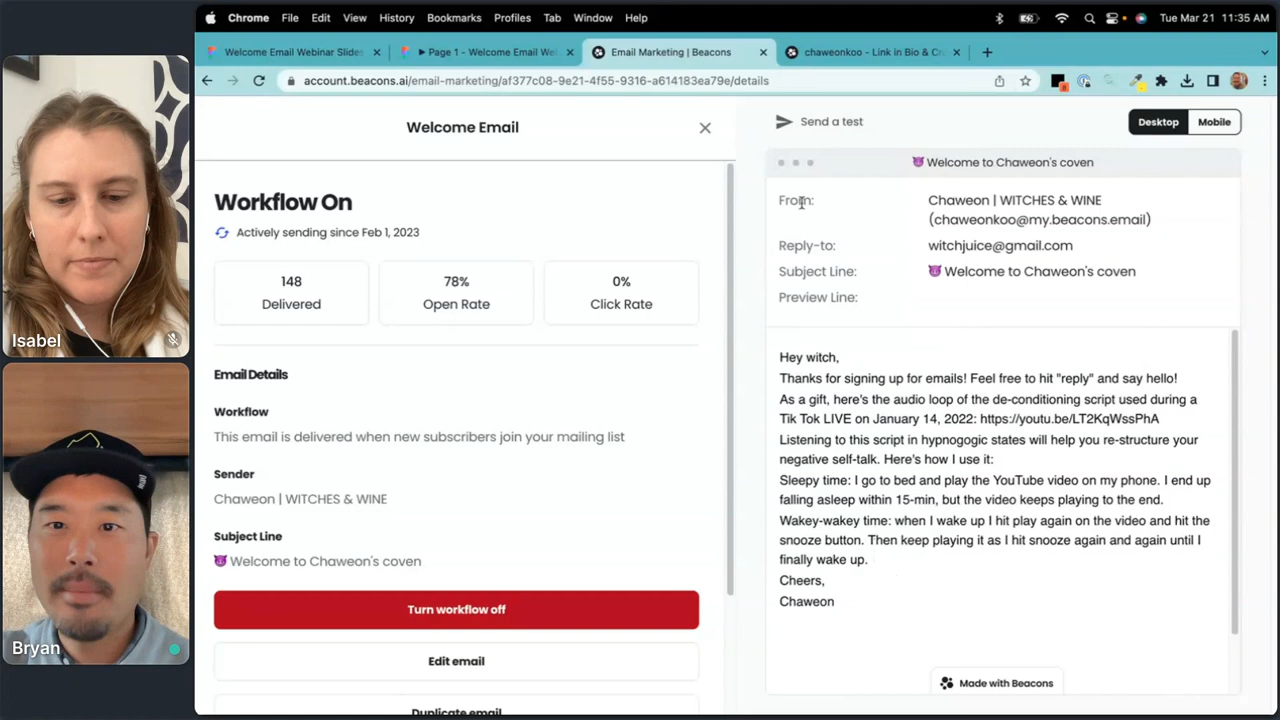 Chrome File Edit View History Bookmarks Profiles Tab Window Help Tue Mar 21 11:35 AM
Welcome Email Webinar Slides Page 1 - Welcome Email We Email Marketing | Beacons chaweonkoo - Link in Bio & Cr
account.beacons.ai/email-marketing/af377c08-9e21-4f55-9316-a614183ea79e/details
Welcome Email
Workflow On
Actively sending since Feb 1, 2023
148 78% 0%
Delivered Open Rate Click Rate
Email Details
Workflow
This email is delivered when new subscribers join your mailing list
Sender
Chaweon | WITCHES & WINE
Subject Line
😈 Welcome to Chaweon's coven
Turn workflow off
Edit email
Duplicate email
Send a test Desktop Mobile
😈 Welcome to Chaweon's coven
From: Chaweon | WITCHES & WINE
(chaweonkoo@my.beacons.email)
Reply-to: witchjuice@gmail.com
Subject Line: 😈 Welcome to Chaweon's coven
Preview Line:
Hey witch,
Thanks for signing up for emails! Feel free to hit "reply" and say hello!
As a gift, here's the audio loop of the de-conditioning script used during a
Tik Tok LIVE on January 14, 2022: https://youtu.be/LT2KqWssPhA
Listening to this script in hypnogogic states will help you re-structure your
negative self-talk. Here's how I use it:
Sleepy time: I go to bed and play the YouTube video on my phone. I end up
falling asleep within 15-min, but the video keeps playing to the end.
Wakey-wakey time: when I wake up I hit play again on the video and hit the
snooze button. Then keep playing it as I hit snooze again and again until I
finally wake up.
Cheers,
Chaweon
Made with Beacons
Isabel
Bryan